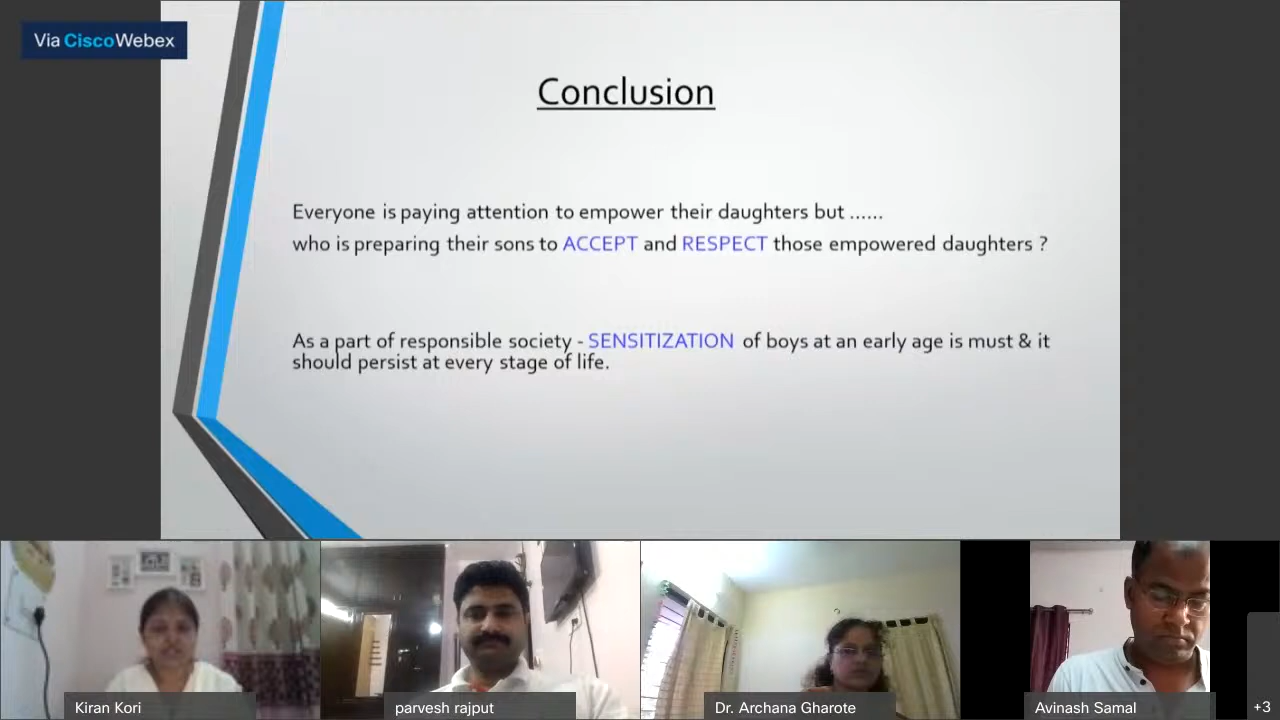 Via CiscoWebex
Conclusion
Everyone is paying attention to empower their daughters but ......
who is preparing their sons to ACCEPT and RESPECT those empowered daughters ?
As a part of responsible society - SENSITIZATION of boys at an early age is must & it
should persist at every stage of life.
Kiran Kori
parvesh rajput
Dr. Archana Gharote
Avinash Samal
+3